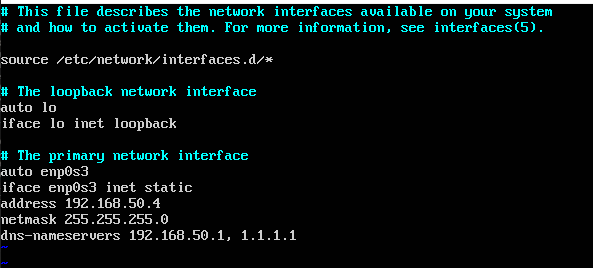 # This file describes the network interfaces available on your system
# and how to activate them. For more information, see interfaces(5).
source /etc/network/interfaces.d/*
# The loopback network interface
auto lo
iface lo inet loopback
# The primary network interface
auto enp0s3
iface enp0s3 inet static
address 192.168.50.4
netmask 255.255.255.0
dns-nameservers 192.168.50.1, 1.1.1.1
~
~